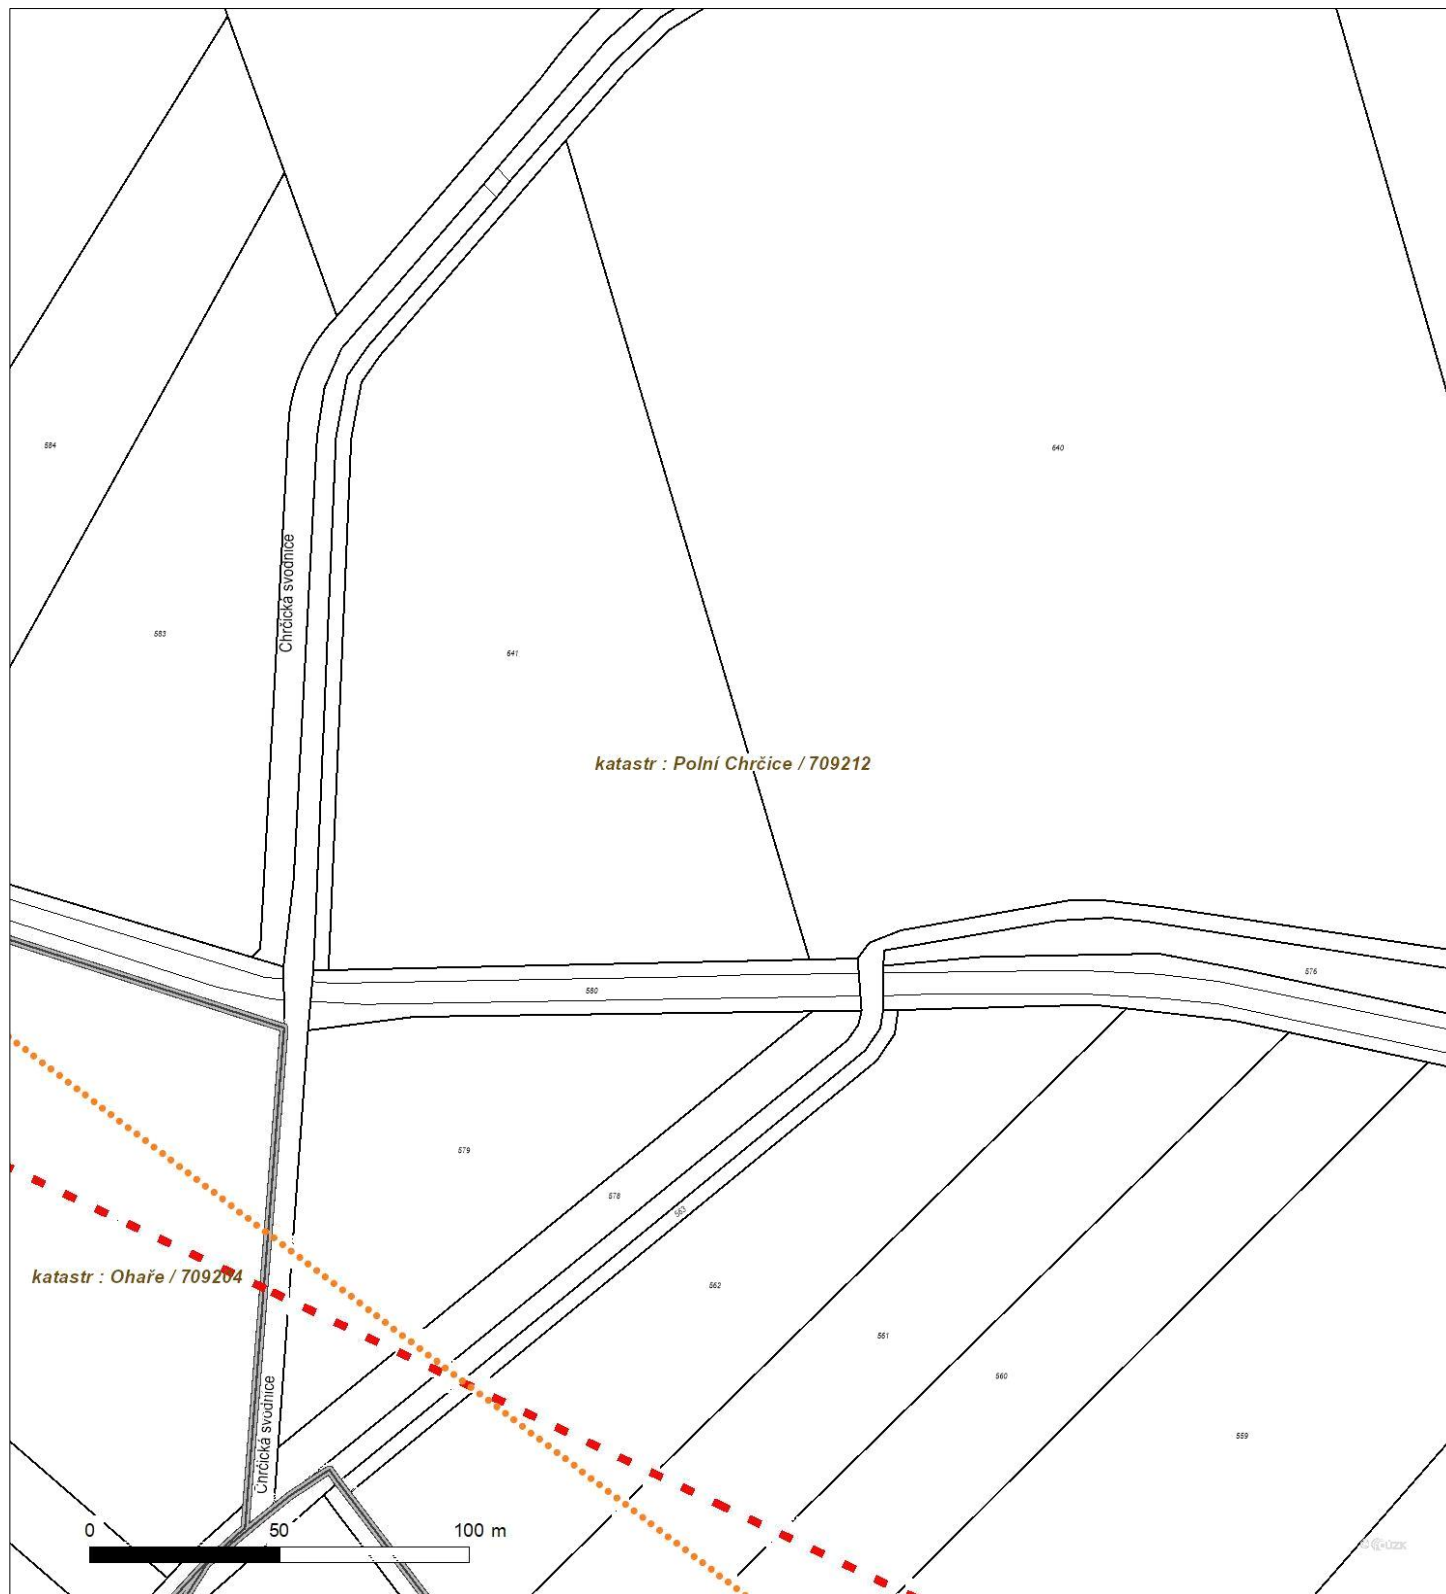 584
640
Chrčická svodnice
583
641
katastr : Polní Chrčice / 709212
576
580
579
578
563
katastr : Ohaře / 709204
562
561
560
Chrčická svodnice
559
0 50 100 m
© ČÚZK